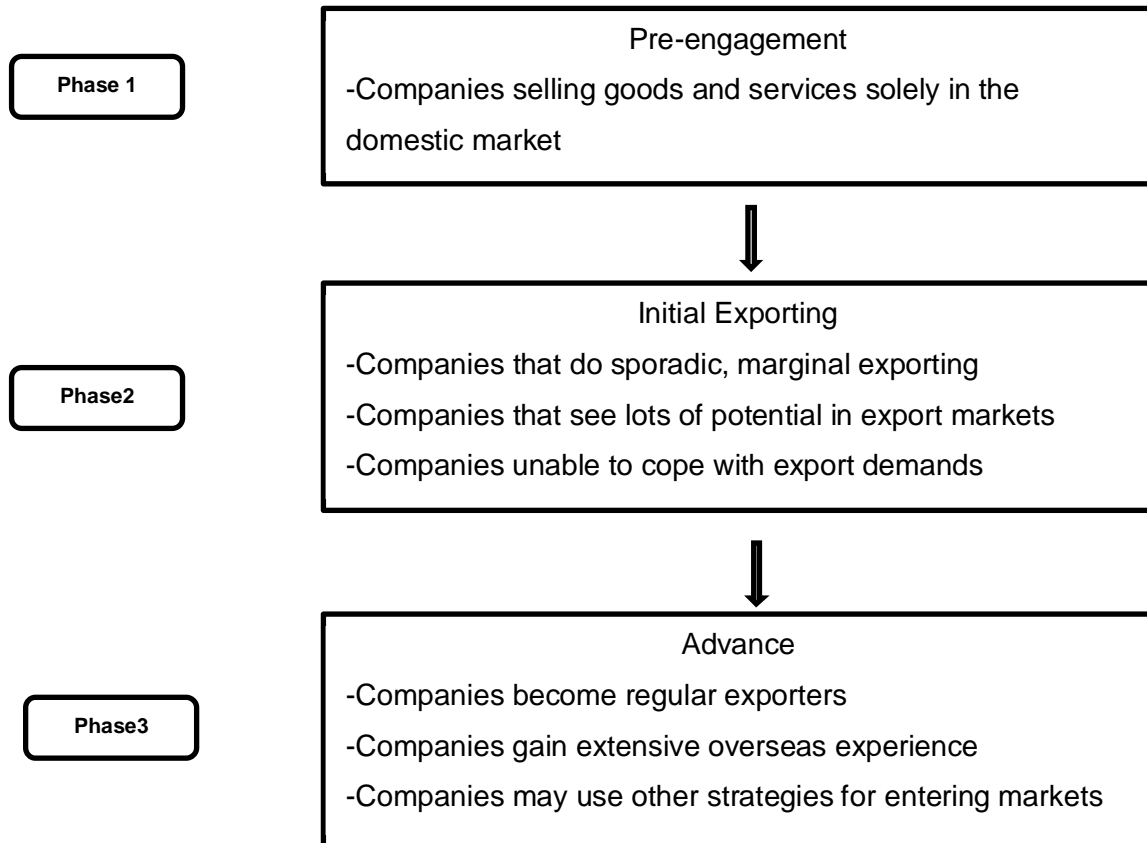 Phase 1
Pre-engagement
-Companies selling goods and services solely in the
domestic market
Phase2
Initial Exporting
-Companies that do sporadic, marginal exporting
-Companies that see lots of potential in export markets
-Companies unable to cope with export demands
Phase3
Advance
-Companies become regular exporters
-Companies gain extensive overseas experience
-Companies may use other strategies for entering markets